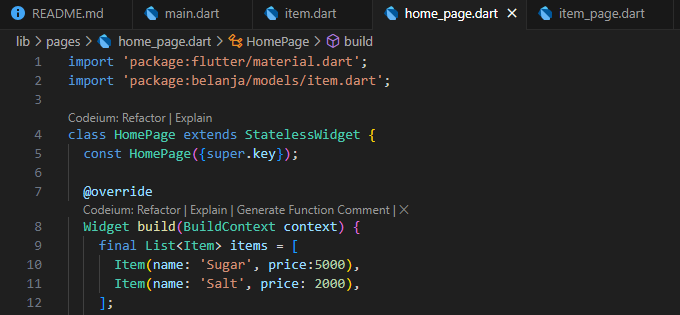 README.md main.dart item.dart home_page.dart item_page.dart
lib > pages > home_page.dart > HomePage > build
1 import 'package:flutter/material.dart';
2 import 'package:belanja/models/item.dart';
3
Codeium: Refactor | Explain
4 class HomePage extends StatelessWidget {
5 const HomePage({super.key});
6
7 @override
Codeium: Refactor | Explain | Generate Function Comment | ×
8 Widget build(BuildContext context) {
9 final List<Item> items = [
10 Item(name: 'Sugar', price:5000),
11 Item(name: 'Salt', price: 2000),
12 ];